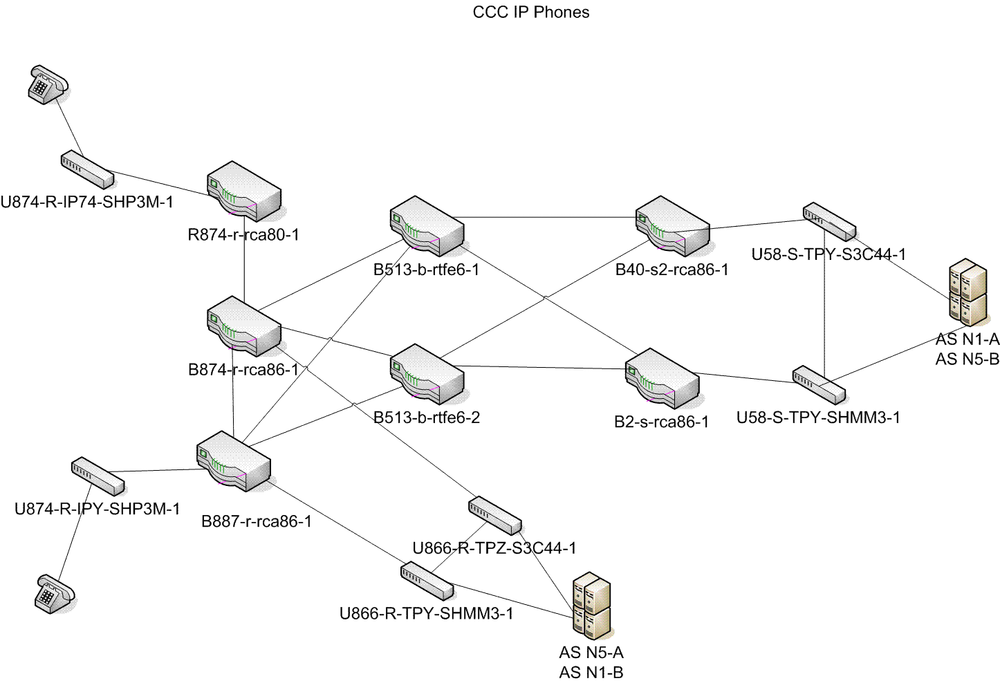 CCC IP Phones
U874-R-IP74-SHP3M-1
R874-r-rca80-1
B513-b-rtfe6-1
B40-s2-rca86-1
U58-S-TPY-S3C44-1
AS N1-A
AS N5-B
B874-r-rca86-1
B513-b-rtfe6-2
B2-s-rca86-1
U58-S-TPY-SHMM3-1
U874-R-IPY-SHP3M-1
B887-r-rca86-1
U866-R-TPZ-S3C44-1
U866-R-TPY-SHMM3-1
AS N5-A
AS N1-B